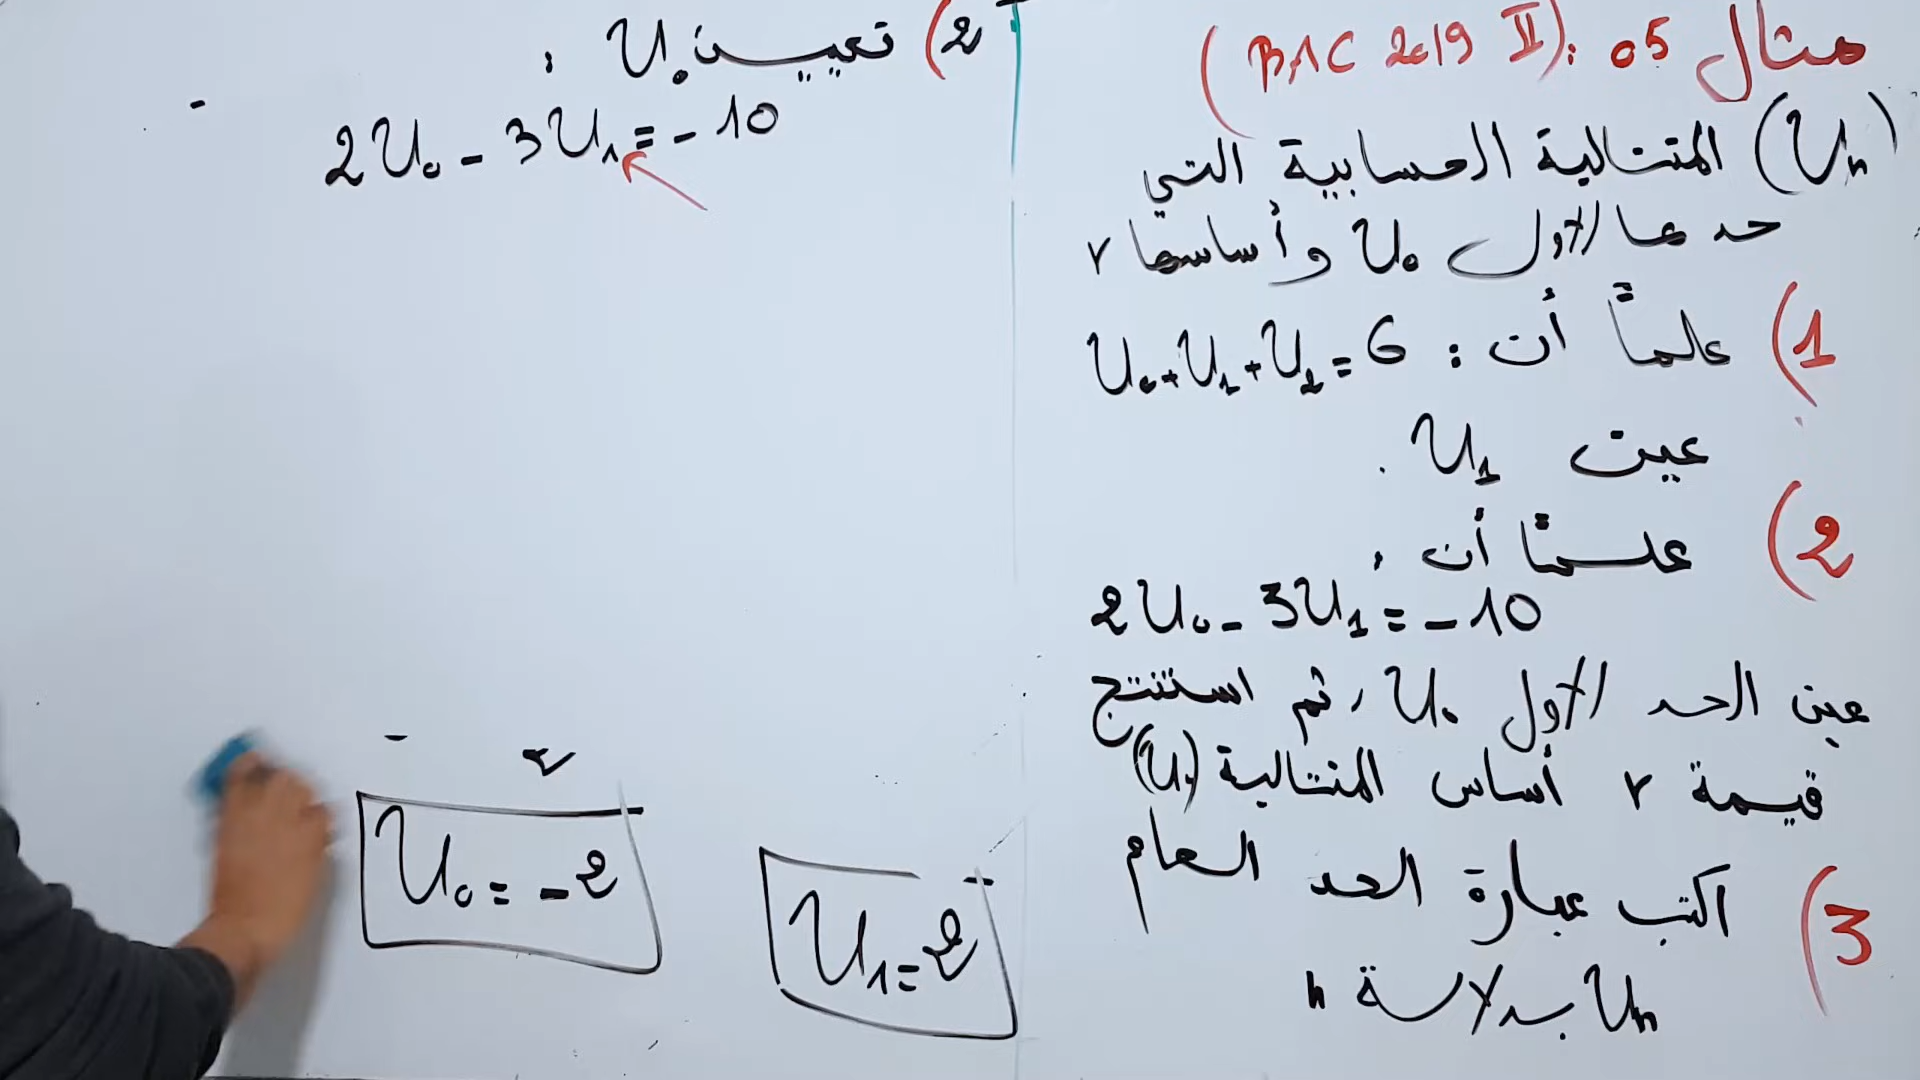 مثال 05 : (BAC 2019 II)
(Un) المتتالية الحسابية التي
حدها الأول U0 وأساسها r
1) علماً أن : U0+U1+U2=6
عين U1 .
2) علماً أن :
2U0 - 3U1 = -10
عين الحد الأول U0 ، ثم استنتج
قيمة r أساس المتتالية (Un)
3) اكتب عبارة الحد العام
Un بدلالة n
2) تعيين U0 :
2U0 - 3U1 = -10
U0 = -2
U1 = 2